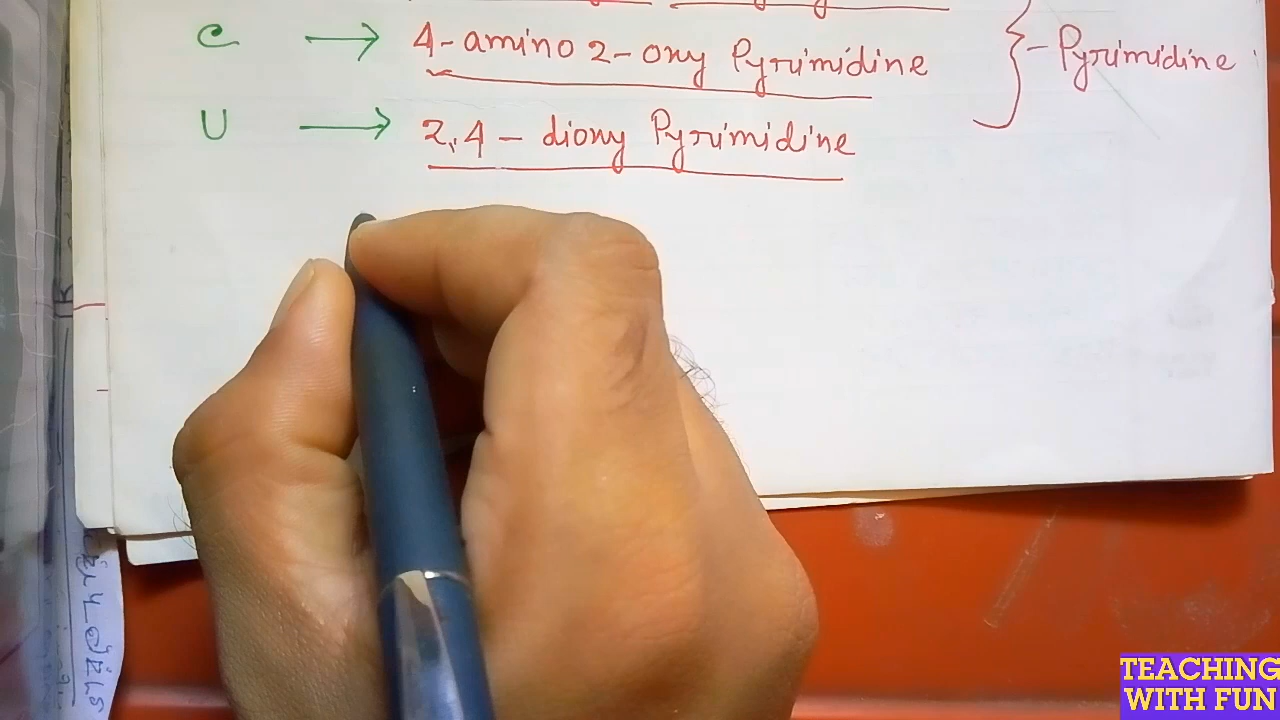 C → 4-amino 2-oxy Pyrimidine
} - Pyrimidine
U → 2,4 - dioxy Pyrimidine
TEACHING
WITH FUN